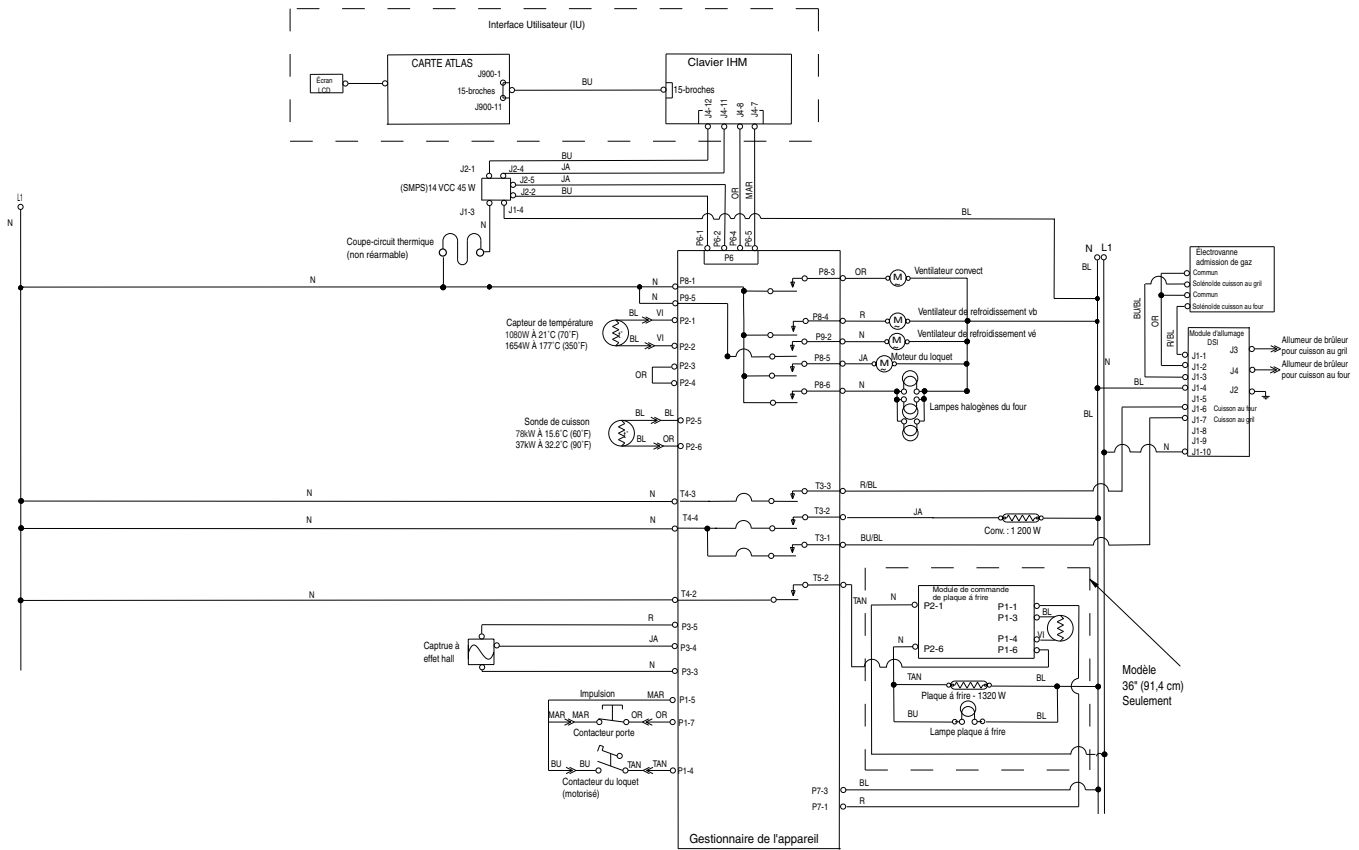 Interface Utilisateur (IU)
CARTE ATLAS
J900-1
15-broches
J900-11
Écran
LCD
BU
Clavier IHM
15-broches
J4-12
J4-11
J4-8
J4-7
BU
J2-1
J2-4
JA
J2-5
JA
(SMPS)14 VCC 45 W
J2-2
BU
OR
MAR
J1-3
J1-4
N
BL
L1
N
Coupe-circuit thermique
(non réarmable)
P6-1
P6-2
P6-4
P6-5
P6
N
N
P8-1
N
P9-5
P8-3
OR
M
Ventilateur convect
BL
VI
P2-1
Capteur de température
1080W À 21˚C (70˚F)
1654W À 177˚C (350˚F)
BL
VI
P2-2
P2-3
OR
P2-4
P8-4
R
M
Ventilateur de refroidissement vb
P9-2
N
M
Ventilateur de refroidissement vé
P8-5
JA
M
Moteur du loquet
P8-6
N
Lampes halogènes du four
Sonde de cuisson
78kW À 15.6˚C (60˚F)
37kW À 32.2˚C (90˚F)
BL
BL
P2-5
BL
OR
P2-6
N
L1
BL
N
BL
Électrovanne
admission de gaz
Commun
Solénoïde cuisson au gril
Commun
Solénoïde cuisson au four
BU/BL
OR
R/BL
Module d'allumage
DSI
J3
J4
J2
J1-1
J1-2
J1-3
BL
J1-4
J1-5
J1-6
Cuisson au four
J1-7
Cuisson au gril
J1-8
J1-9
N
J1-10
Allumeur de brûleur
pour cuisson au gril
Allumeur de brûleur
pour cuisson au four
N
N
T4-3
T3-3
R/BL
N
N
T4-4
T3-2
JA
Conv. : 1 200 W
T3-1
BU/BL
N
T4-2
T5-2
TAN
R
P3-5
Captrue à
effet hall
JA
P3-4
N
P3-3
Module de commande
de plaque á frire
N
P2-1
P1-1
P1-3
BL
N
P2-6
P1-4
VI
P1-6
TAN
Plaque á frire - 1320 W
BL
BU
BL
Lampe plaque á frire
Modèle
36" (91,4 cm)
Seulement
Impulsion
MAR
P1-5
MAR
MAR
OR
OR
P1-7
Contacteur porte
BU
BU
TAN
TAN
P1-4
Contacteur du loquet
(motorisé)
P7-3
BL
P7-1
R
Gestionnaire de l'appareil